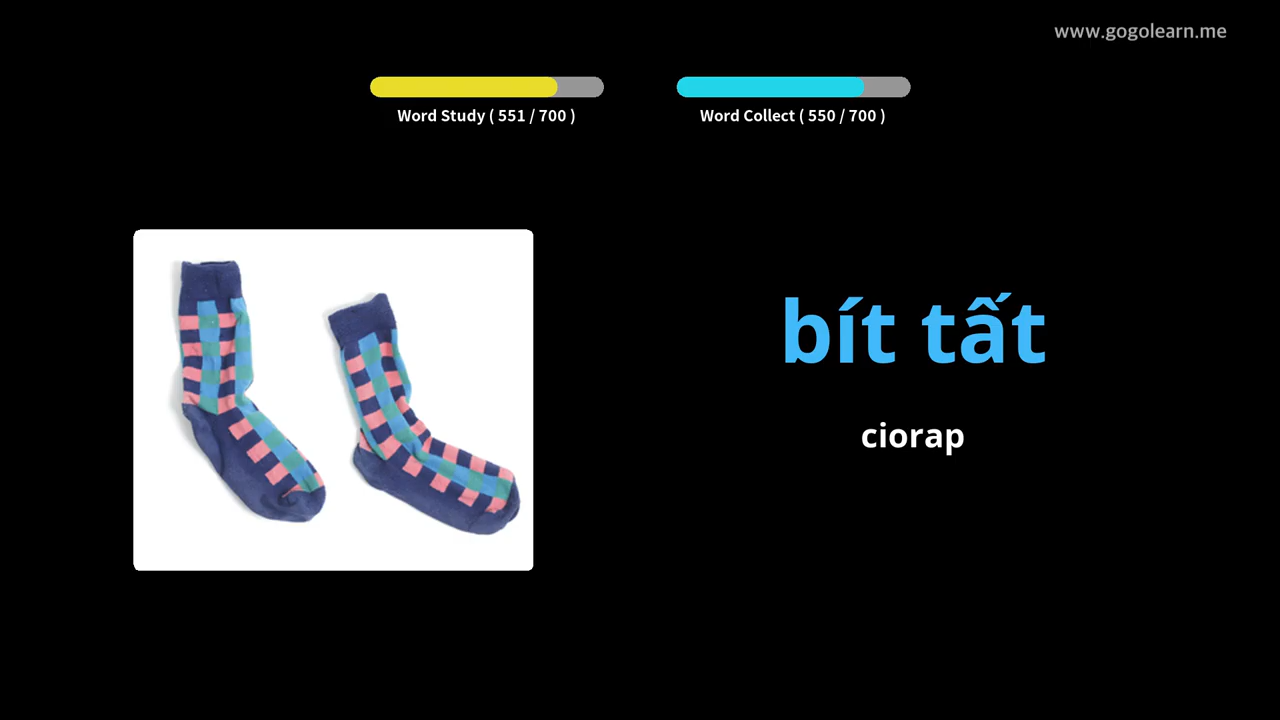 www.gogolearn.me
Word Study ( 551 / 700 )
Word Collect ( 550 / 700 )
bít tất
ciorap